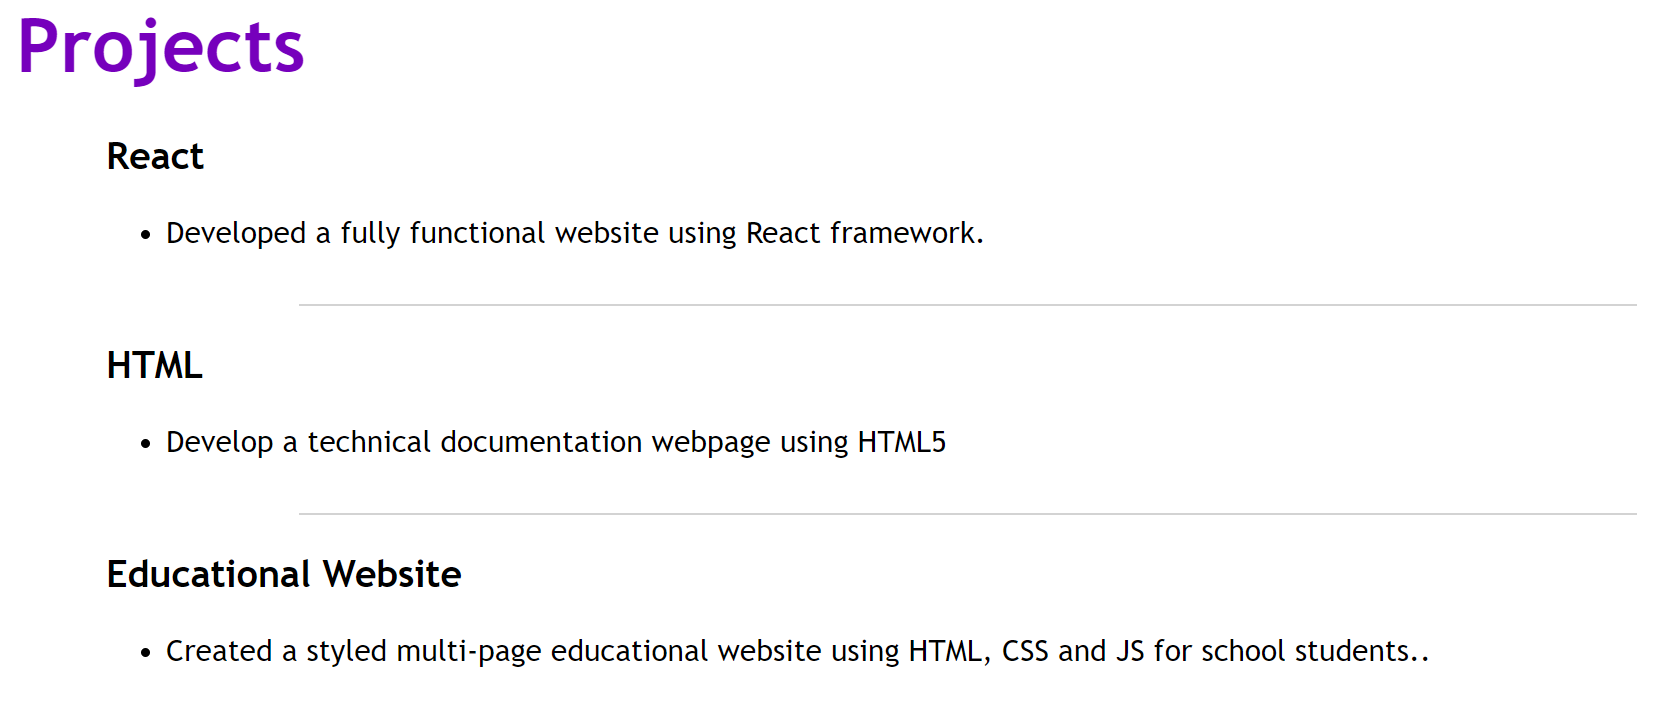 Projects
React
• Developed a fully functional website using React framework.
HTML
• Develop a technical documentation webpage using HTML5
Educational Website
• Created a styled multi-page educational website using HTML, CSS and JS for school students..